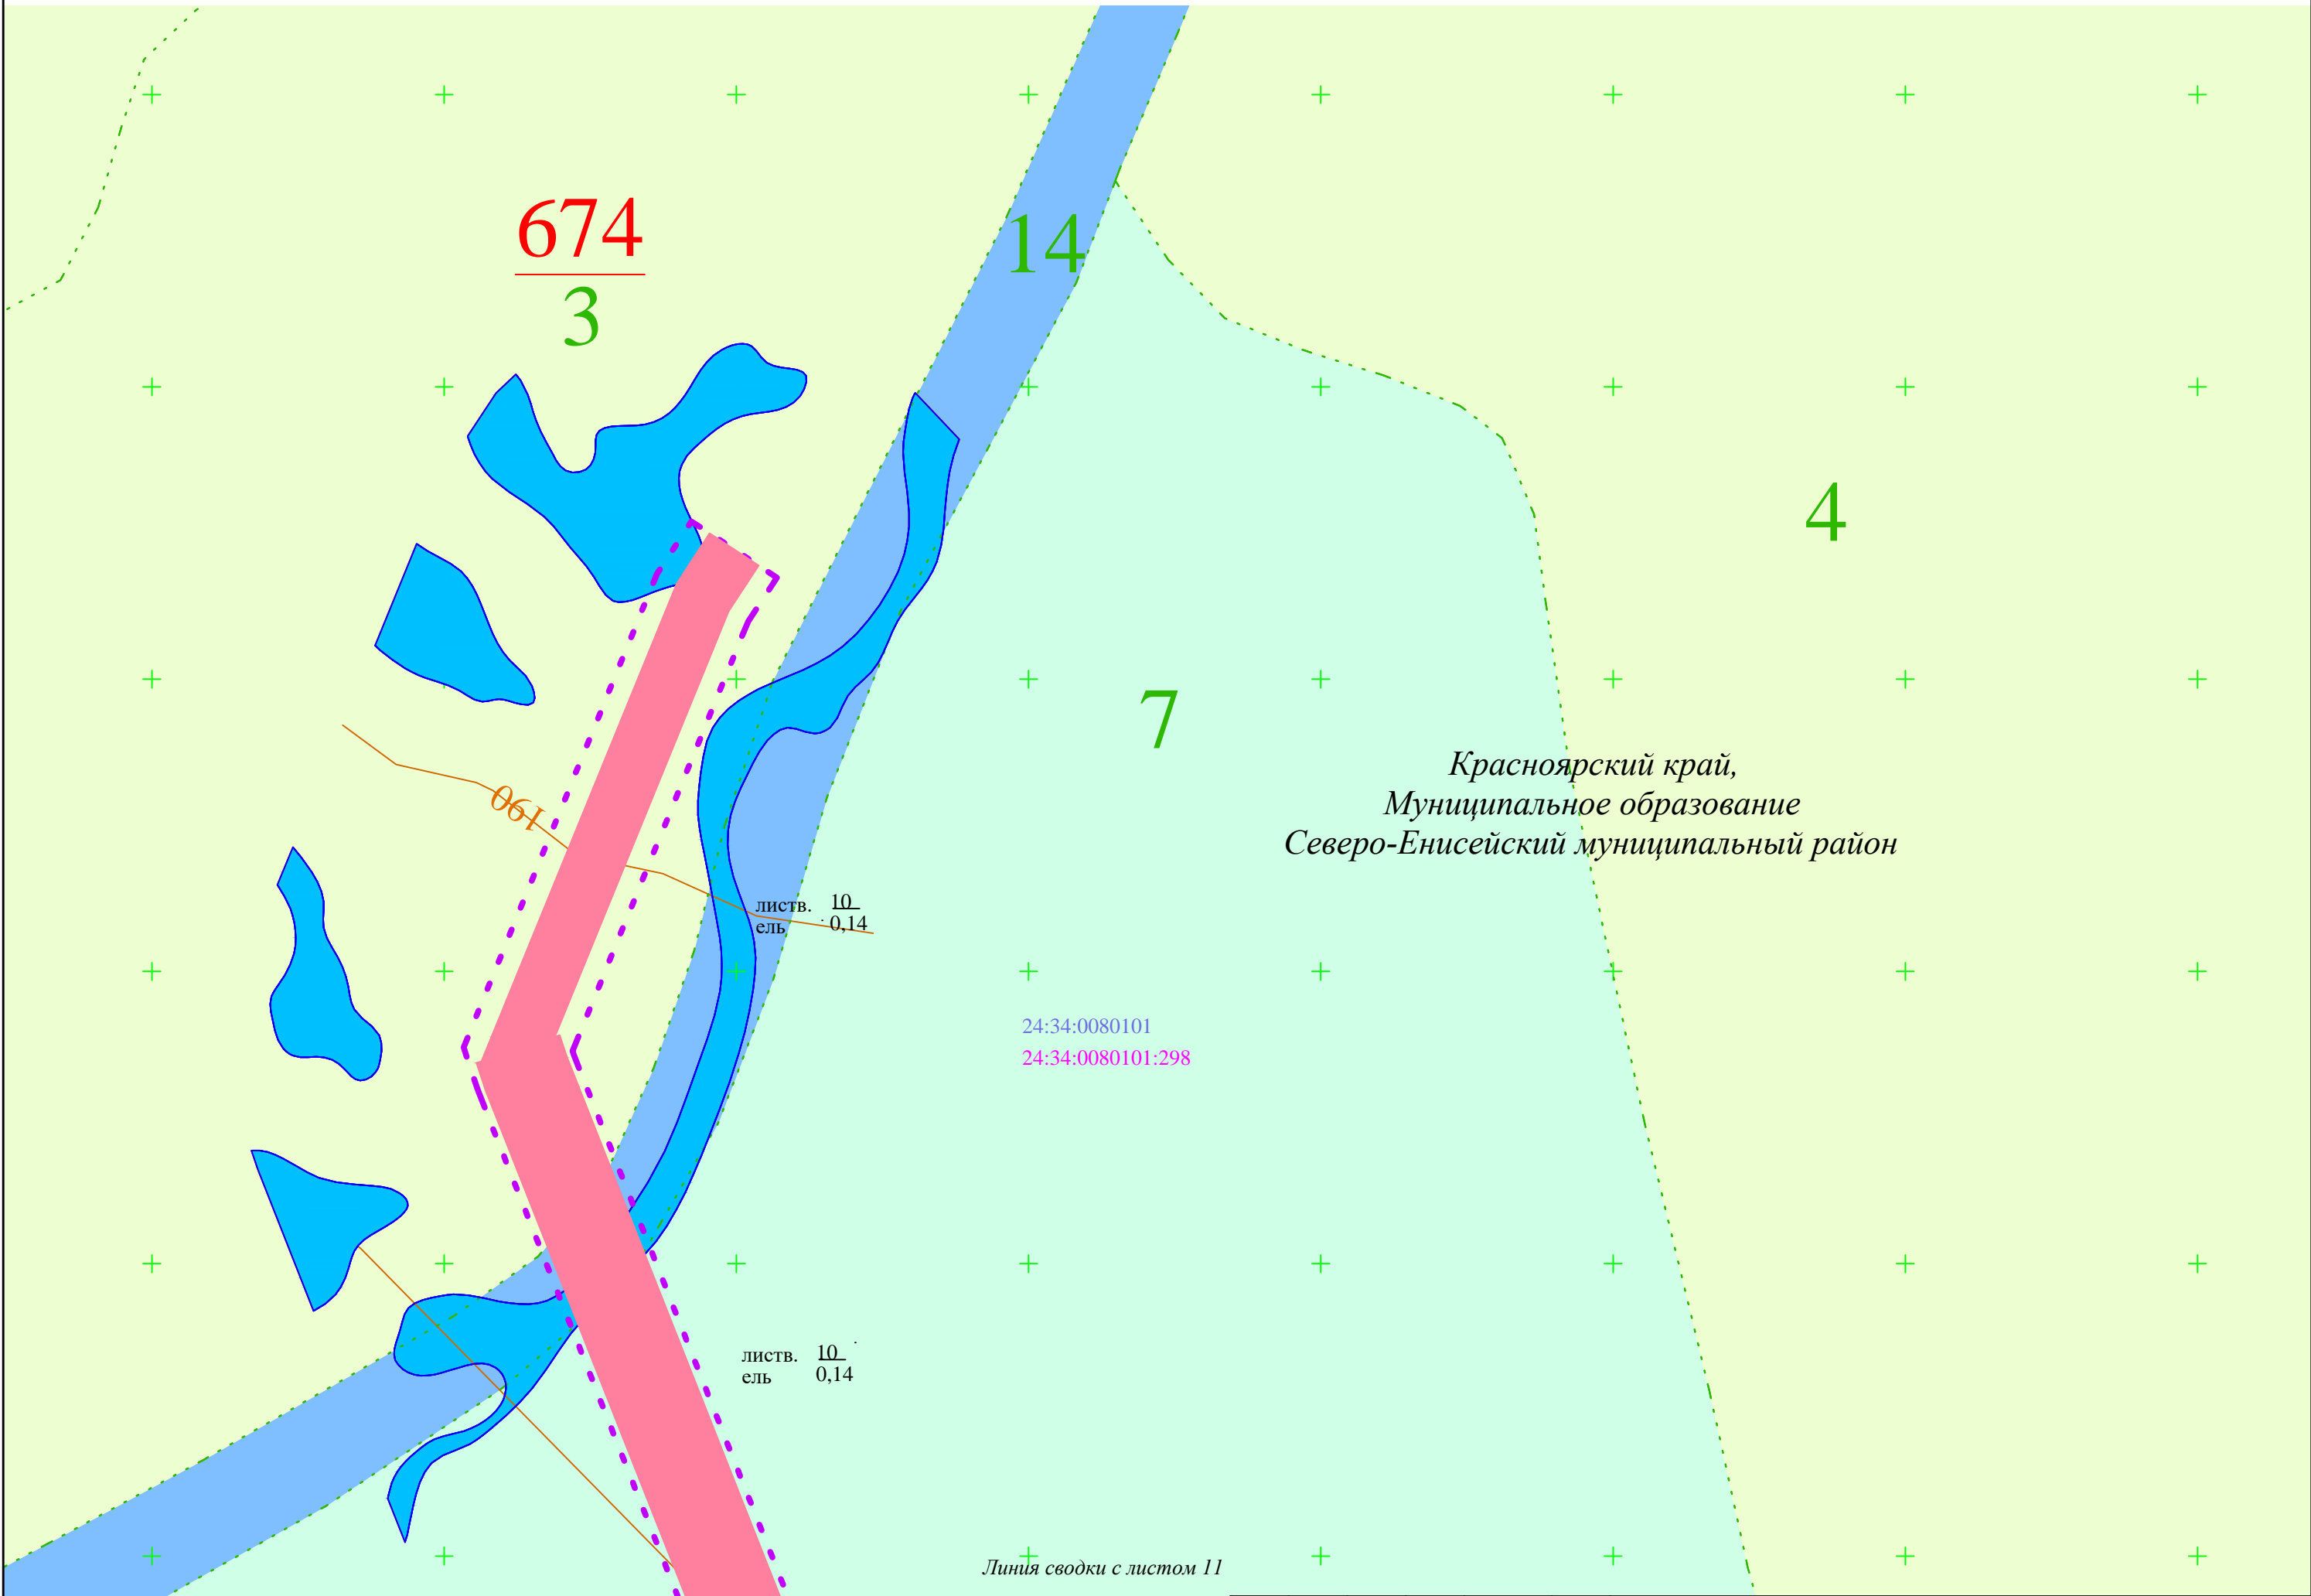 674
3
14
4
7
Красноярский край,
Муниципальное образование
Северо-Енисейский муниципальный район
190
листв. 10
ель 0,14
24:34:0080101
24:34:0080101:298
листв. 10
ель 0,14
Линия сводки с листом 11